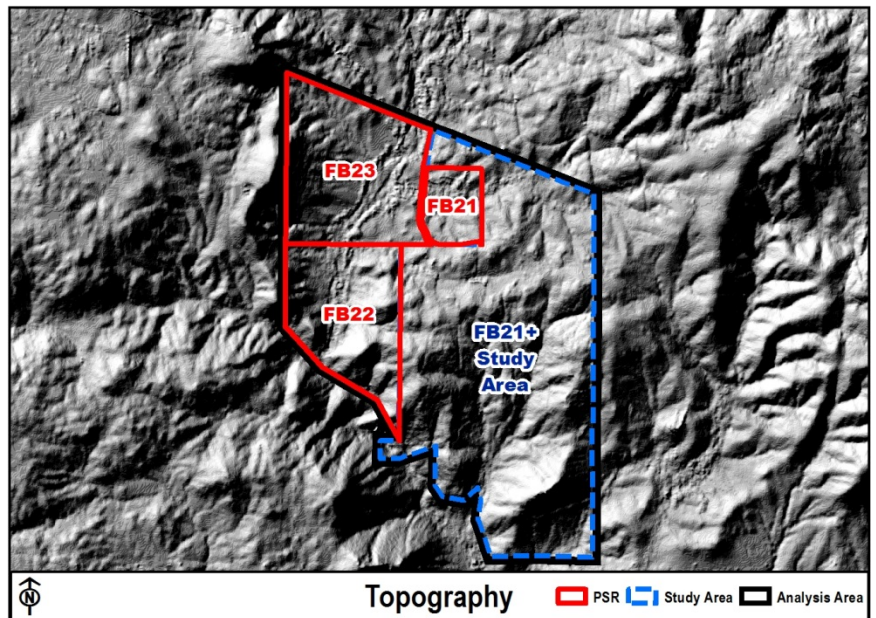 FB23
FB21
FB22
FB21+
Study
Area
Topography
PSR
Study Area
Analysis Area